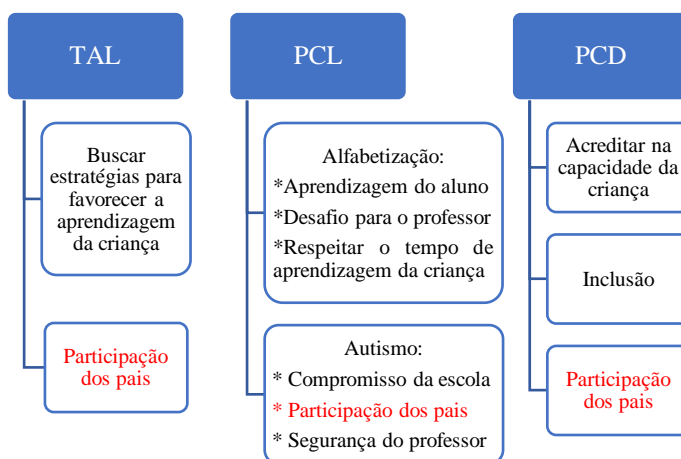 TAL
Buscar
estratégias para
favorecer a
aprendizagem
da criança
Participação
dos pais
PCL
Alfabetização:
*Aprendizagem do aluno
*Desafio para o professor
*Respeitar o tempo de
aprendizagem da criança
Autismo:
* Compromisso da escola
* Participação dos pais
* Segurança do professor
PCD
Acreditar na
capacidade da
criança
Inclusão
Participação
dos pais